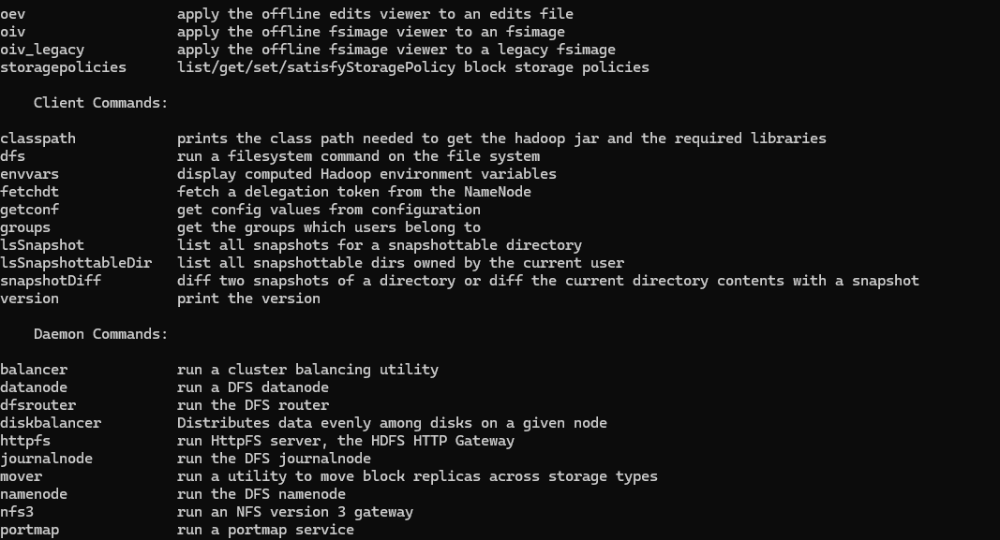 oev                  apply the offline edits viewer to an edits file
oiv                  apply the offline fsimage viewer to an fsimage
oiv_legacy           apply the offline fsimage viewer to a legacy fsimage
storagepolicies      list/get/set/satisfyStoragePolicy block storage policies

    Client Commands:

classpath            prints the class path needed to get the hadoop jar and the required libraries
dfs                  run a filesystem command on the file system
envvars              display computed Hadoop environment variables
fetchdt              fetch a delegation token from the NameNode
getconf              get config values from configuration
groups               get the groups which users belong to
lsSnapshot           list all snapshots for a snapshottable directory
lsSnapshottableDir   list all snapshottable dirs owned by the current user
snapshotDiff         diff two snapshots of a directory or diff the current directory contents with a snapshot
version              print the version

    Daemon Commands:

balancer             run a cluster balancing utility
datanode             run a DFS datanode
dfsrouter            run the DFS router
diskbalancer         Distributes data evenly among disks on a given node
httpfs               run HttpFS server, the HDFS HTTP Gateway
journalnode          run the DFS journalnode
mover                run a utility to move block replicas across storage types
namenode             run the DFS namenode
nfs3                 run an NFS version 3 gateway
portmap              run a portmap service